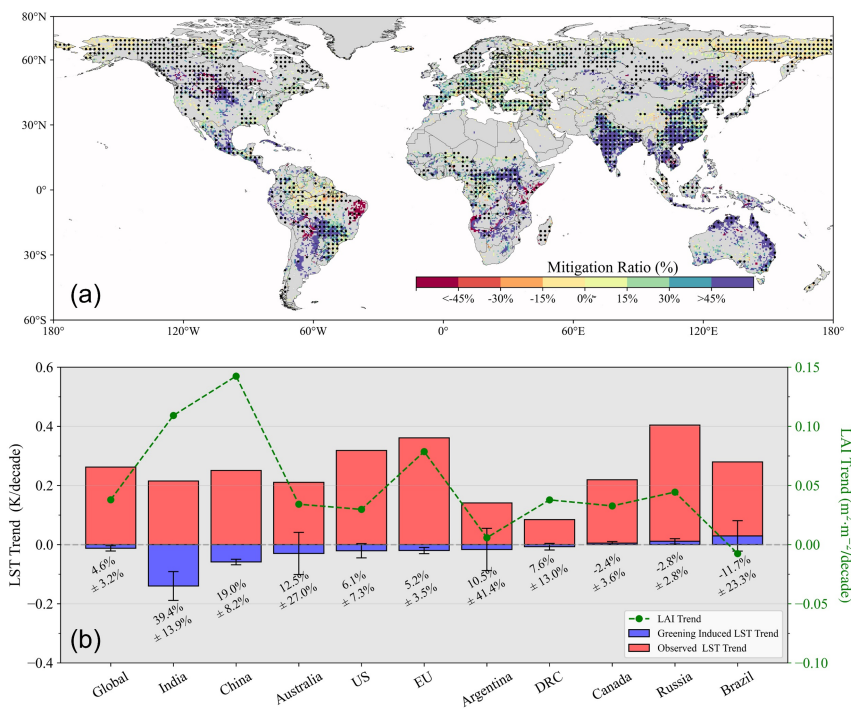 80°N
60°N
30°N
0°
30°S
60°S
180°
120°W
60°W
0°
60°E
120°E
180°
(a)
Mitigation Ratio (%)
<-45%
-30%
-15%
0%
15%
30%
>45%
0.6
0.4
0.2
0.0
−0.2
−0.4
LST Trend (K/decade)
0.15
0.10
0.05
0.00
−0.05
−0.10
LAI Trend (m²·m⁻²/decade)
4.6%
± 3.2%
39.4%
± 13.9%
19.0%
± 8.2%
12.5%
± 27.0%
6.1%
± 7.3%
5.2%
± 3.5%
10.5%
± 41.4%
7.6%
± 13.0%
-2.4%
± 3.6%
-2.8%
± 2.8%
-11.7%
± 23.3%
(b)
LAI Trend
Greening Induced LST Trend
Observed LST Trend
Global
India
China
Australia
US
EU
Argentina
DRC
Canada
Russia
Brazil